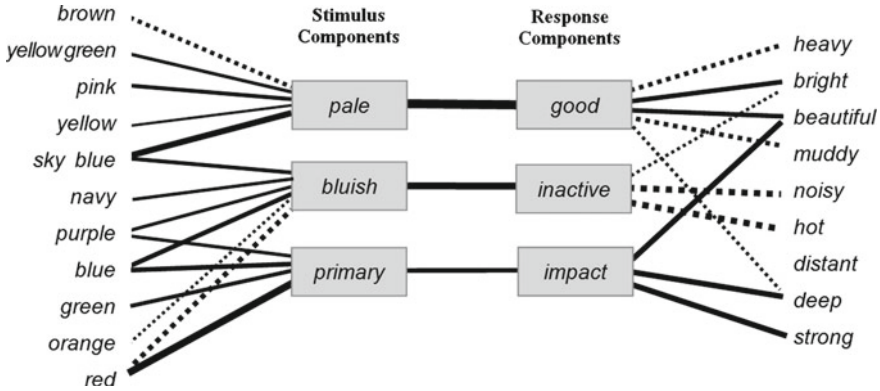 brown
yellowgreen
pink
yellow
sky blue
navy
purple
blue
green
orange
red
Stimulus
Components
pale
bluish
primary
Response
Components
good
inactive
impact
heavy
bright
beautiful
muddy
noisy
hot
distant
deep
strong